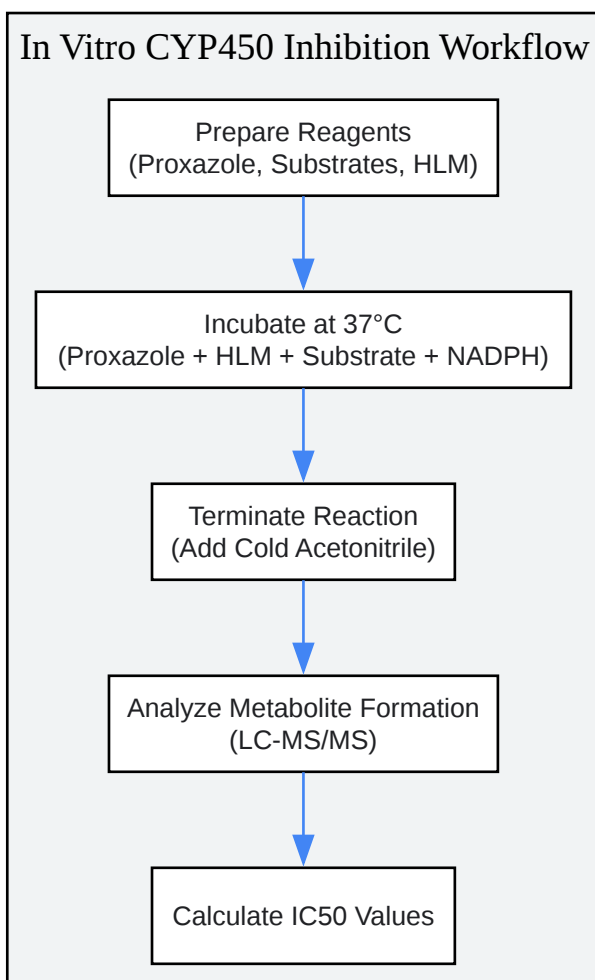 In Vitro CYP450 Inhibition Workflow
Prepare Reagents
(Proxazole, Substrates, HLM)
Incubate at 37°C
(Proxazole + HLM + Substrate + NADPH)
Terminate Reaction
(Add Cold Acetonitrile)
Analyze Metabolite Formation
(LC-MS/MS)
Calculate IC50 Values